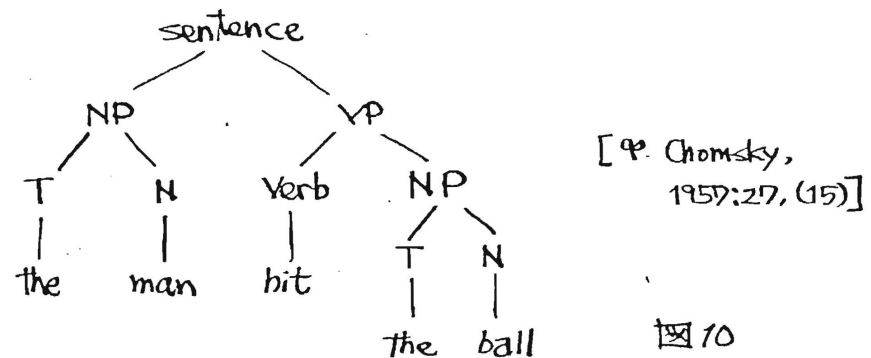 sentence
NP VP
[cf. Chomsky,
T N Verb NP
1957:27, (15)]
the man hit T N
the ball
図10